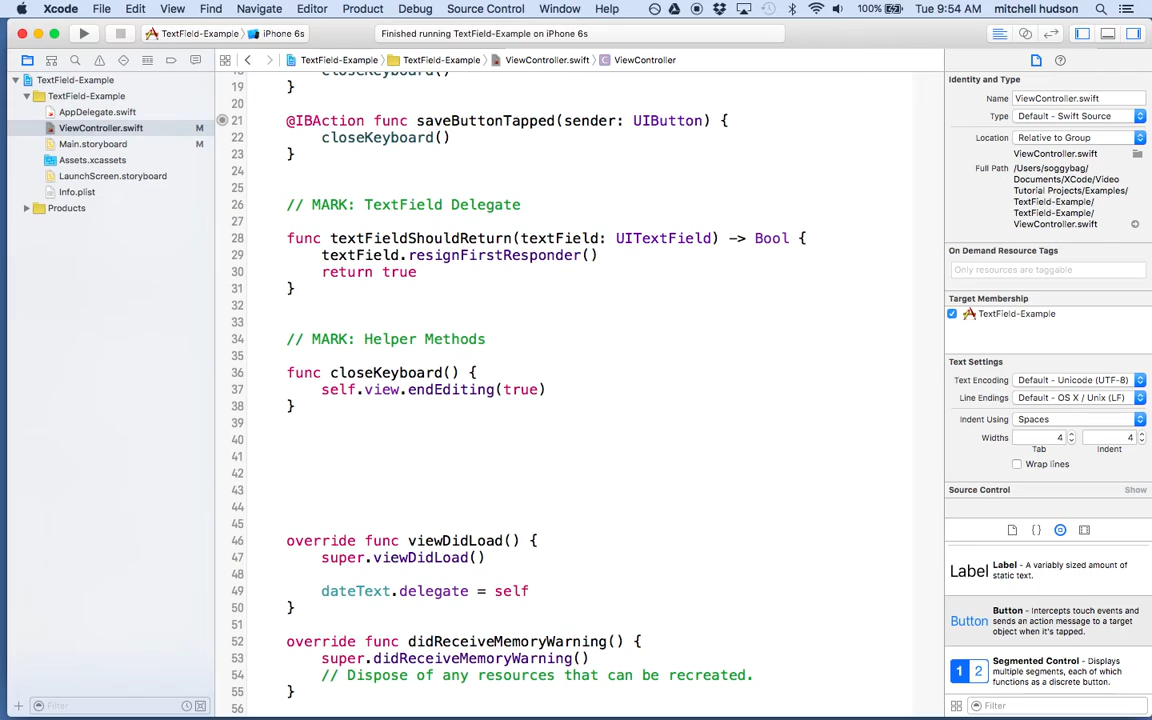 Xcode File Edit View Find Navigate Editor Product Debug Source Control Window Help 100% Tue 9:54 AM mitchell hudson
TextField-Example iPhone 6s Finished running TextField-Example on iPhone 6s
TextField-Example TextField-Example ViewController.swift ViewController
TextField-Example
TextField-Example
AppDelegate.swift
ViewController.swift M
Main.storyboard M
Assets.xcassets
LaunchScreen.storyboard
Info.plist
Products
Filter
closeKeyboard()
19 }
20
21 @IBAction func saveButtonTapped(sender: UIButton) {
22 closeKeyboard()
23 }
24
25
26 // MARK: TextField Delegate
27
28 func textFieldShouldReturn(textField: UITextField) -> Bool {
29 textField.resignFirstResponder()
30 return true
31 }
32
33
34 // MARK: Helper Methods
35
36 func closeKeyboard() {
37 self.view.endEditing(true)
38 }
39
40
41
42
43
44
45
46 override func viewDidLoad() {
47 super.viewDidLoad()
48
49 dateText.delegate = self
50 }
51
52 override func didReceiveMemoryWarning() {
53 super.didReceiveMemoryWarning()
54 // Dispose of any resources that can be recreated.
55 }
56
Identity and Type
Name ViewController.swift
Type Default - Swift Source
Location Relative to Group
ViewController.swift
Full Path /Users/soggybag/
Documents/XCode/Video
Tutorial Projects/Examples/
TextField-Example/
TextField-Example/
ViewController.swift
On Demand Resource Tags
Only resources are taggable
Target Membership
TextField-Example
Text Settings
Text Encoding Default - Unicode (UTF-8)
Line Endings Default - OS X / Unix (LF)
Indent Using Spaces
Widths 4 4
Tab Indent
Wrap lines
Source Control Show
Label Label - A variably sized amount of
static text.
Button Button - Intercepts touch events and
sends an action message to a target
object when it's tapped.
1 2 Segmented Control - Displays
multiple segments, each of which
functions as a discrete button.
Filter